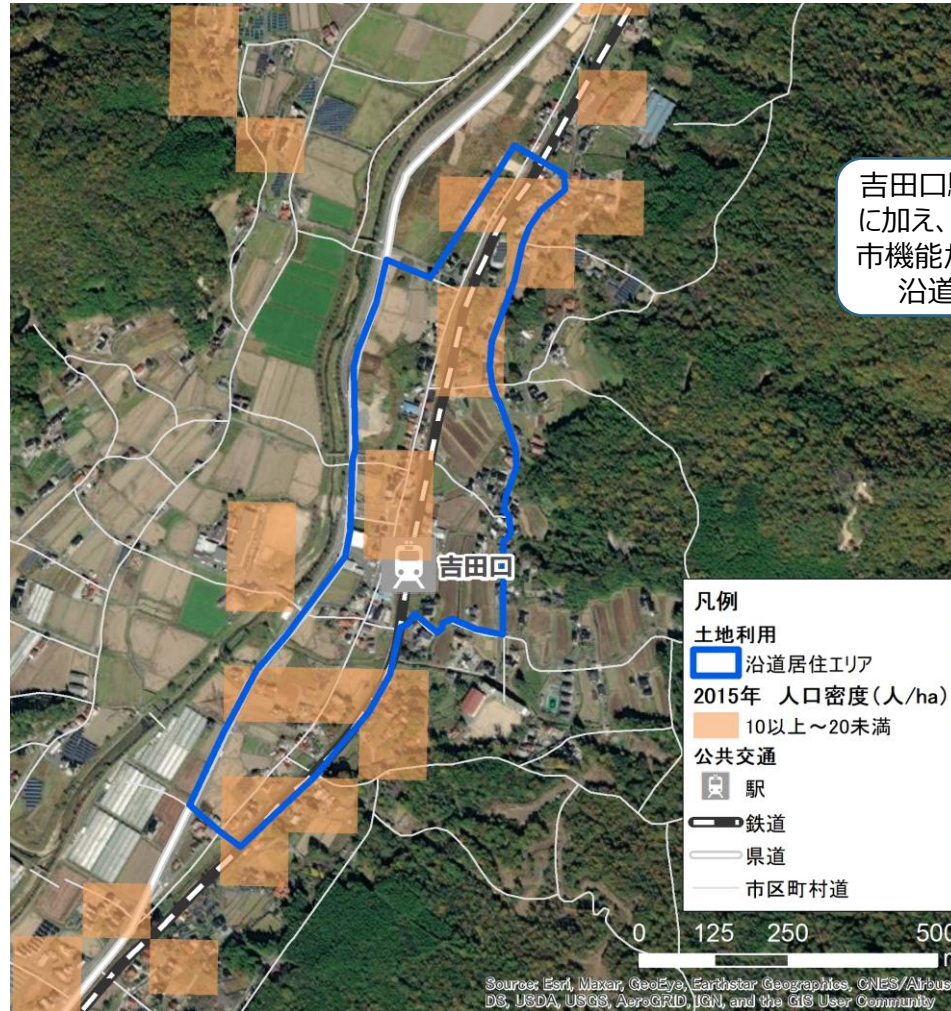 吉田口
に加え、
市機能
沿道
吉田口
凡例
土地利用
沿道居住エリア
2015年 人口密度(人/ha)
10以上～20未満
公共交通
駅
鉄道
県道
市区町村道
0 125 250 500
Source: Esri, Maxar, GeoEye, Earthstar Geographics, CNES/Airbus
DS, USDA, USGS, AeroGRID, IGN, and the GIS User Community